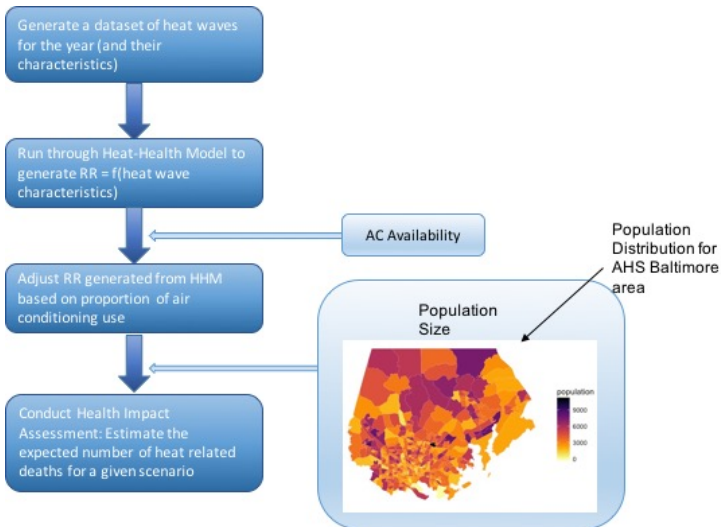 Generate a dataset of heat waves
for the year (and their
characteristics)
Run through Heat-Health Model to
generate RR = f(heat wave
characteristics)
AC Availability
Adjust RR generated from HHM
based on proportion of air
conditioning use
Population
Distribution for
AHS Baltimore
area
Population
Size
population
9000
6000
3000
0
Conduct Health Impact
Assessment: Estimate the
expected number of heat related
deaths for a given scenario